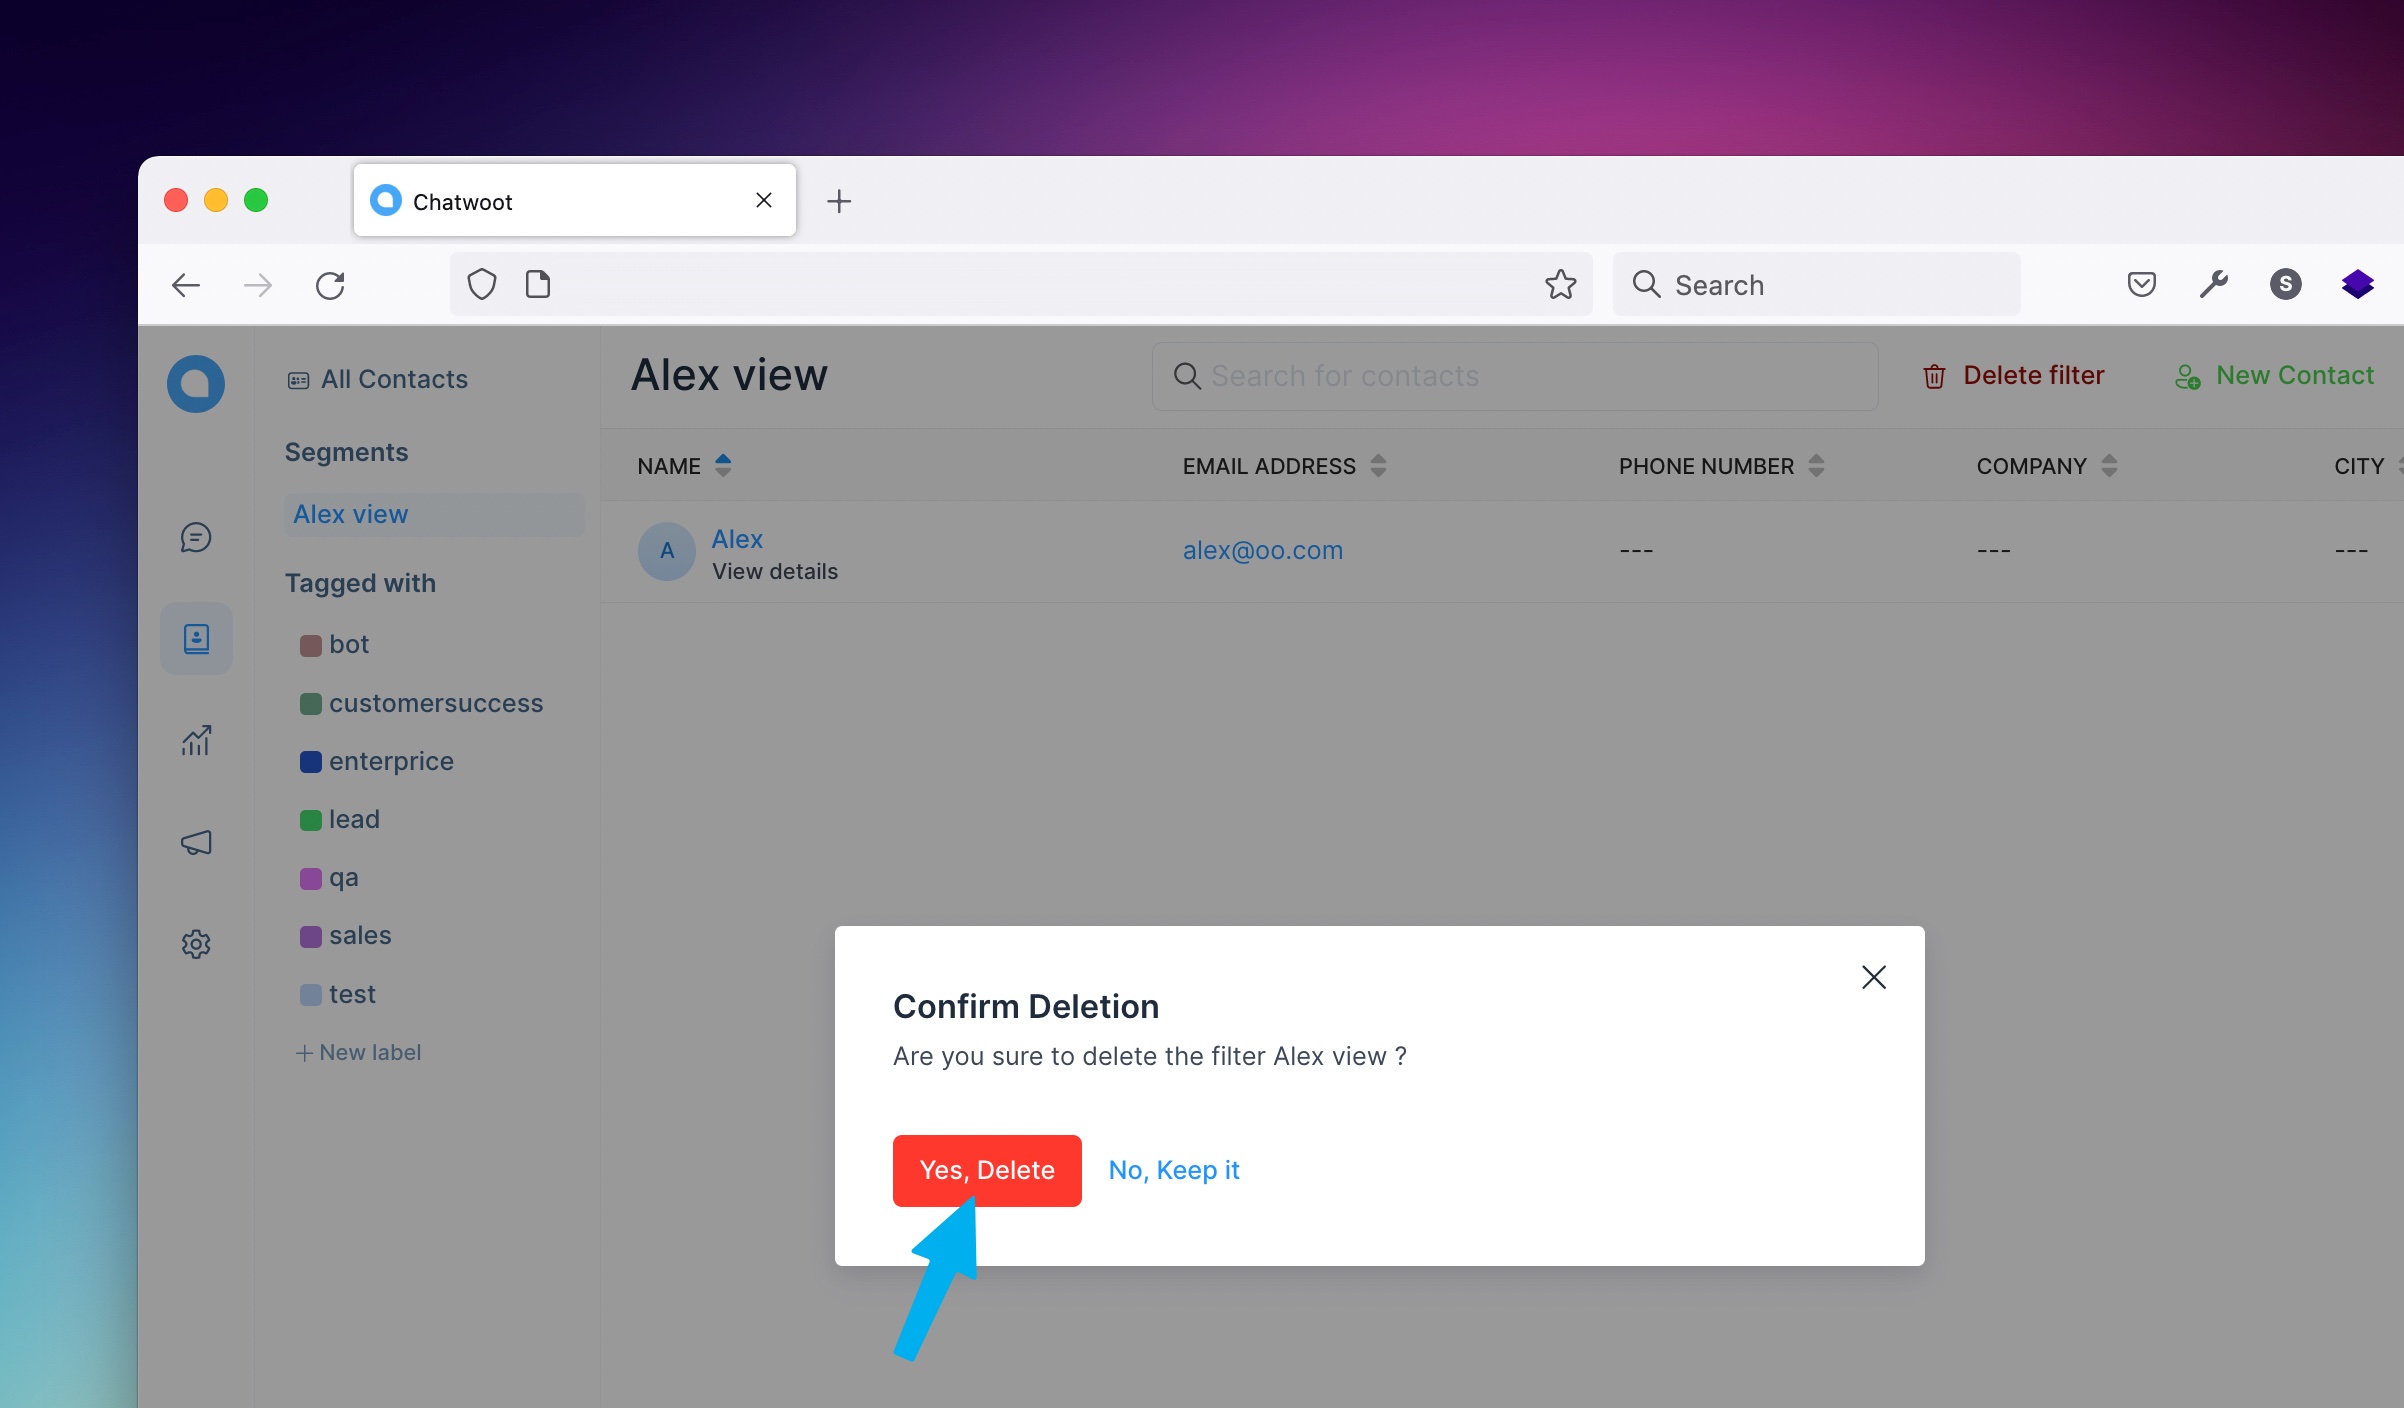 Chatwoot
Search
S
All Contacts
Segments
Alex view
Tagged with
bot
customersuccess
enterprice
lead
qa
sales
test
New label
Alex view
Search for contacts
Delete filter
New Contact
NAME
EMAIL ADDRESS
PHONE NUMBER
COMPANY
CITY
A
Alex
View details
alex@oo.com
---
---
---
Confirm Deletion
Are you sure to delete the filter Alex view ?
Yes, Delete
No, Keep it